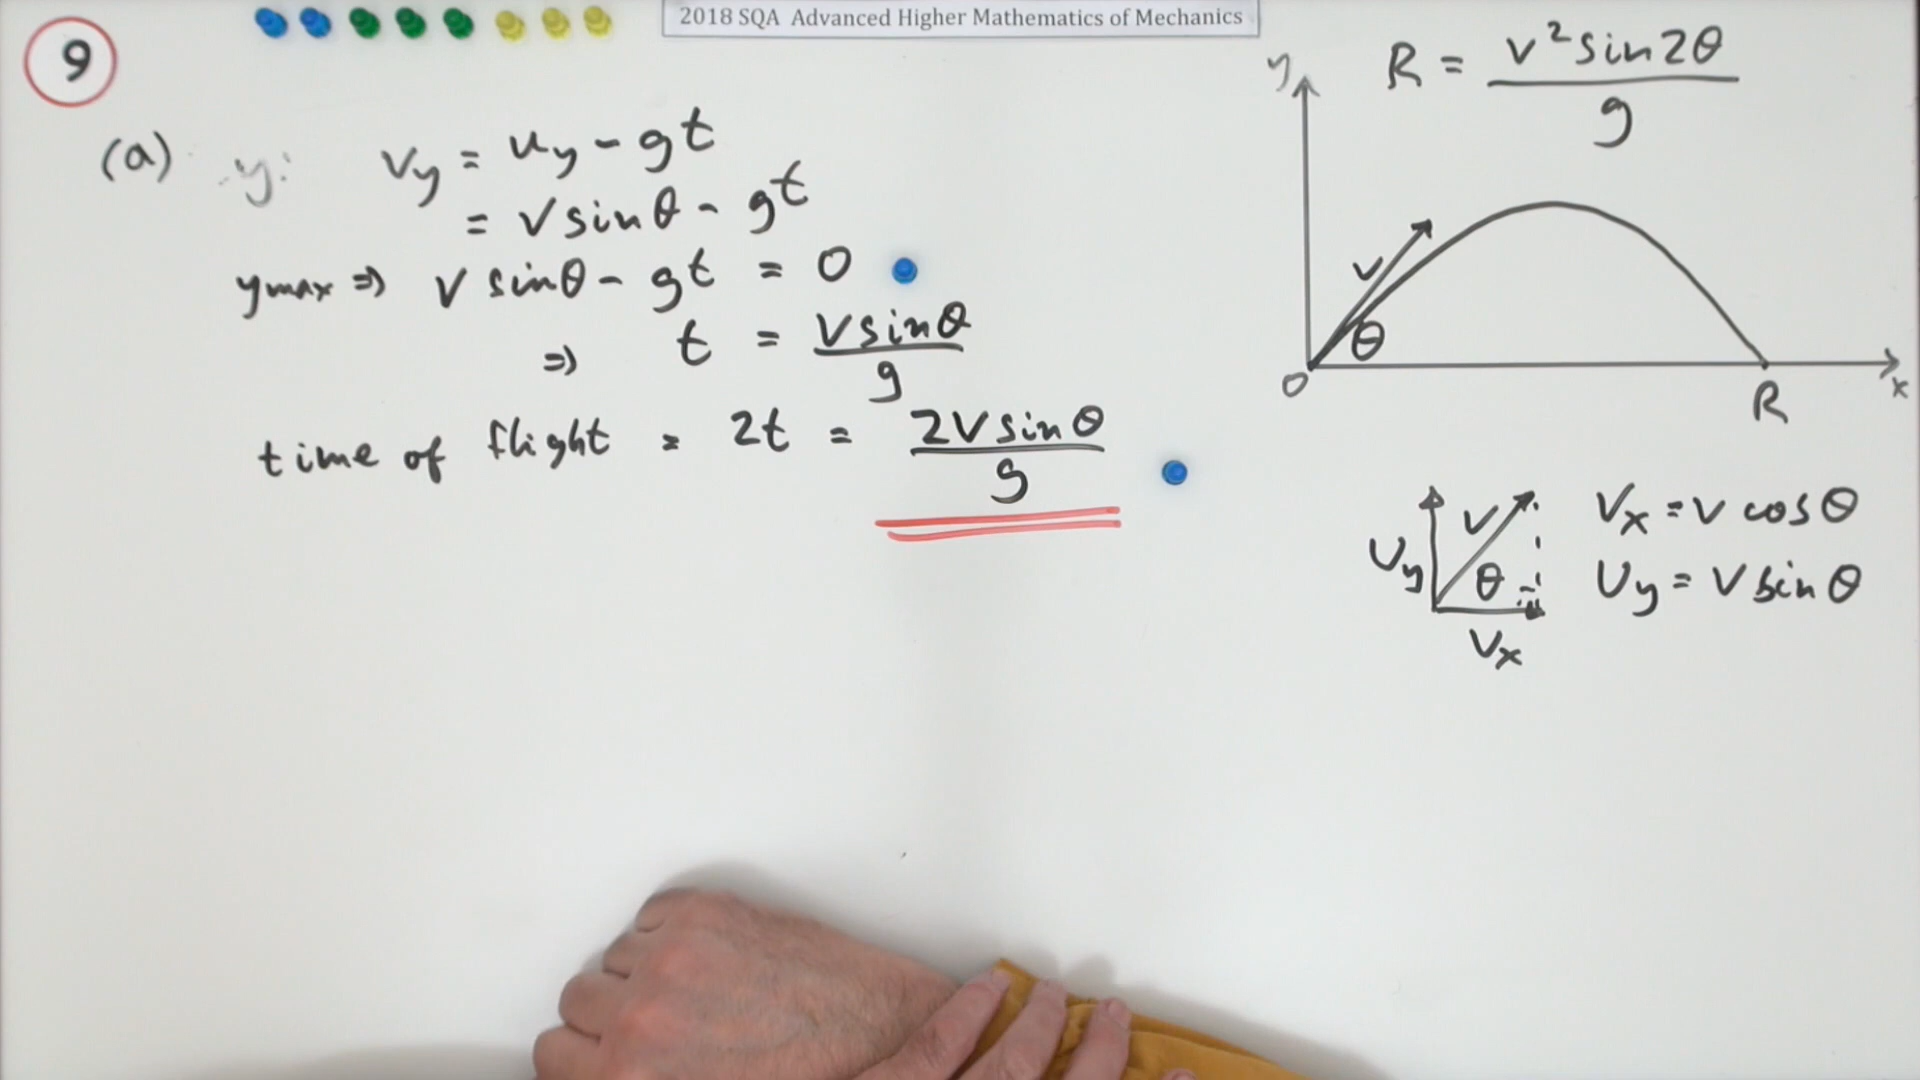 2018 SQA Advanced Higher Mathematics of Mechanics
9
(a) y: Vy = uy - gt
= V sinθ - gt
ymax ⇒ V sinθ - gt = 0
⇒ t = V sinθ / g
time of flight = 2t = 2V sinθ / g
R = v² sin2θ / g
y
V
θ
O
R
x
Vx = V cosθ
Uy = V sinθ
V
Uy
θ
Vx